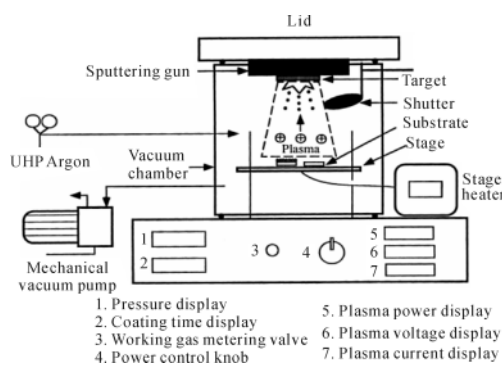 Lid
Sputtering gun
Target
Shutter
Substrate
Plasma
Stage
UHP Argon
Vacuum
chamber
Stage
heater
Mechanical
vacuum pump
1
2
3
4
5
6
7
1. Pressure display
2. Coating time display
3. Working gas metering valve
4. Power control knob
5. Plasma power display
6. Plasma voltage display
7. Plasma current display